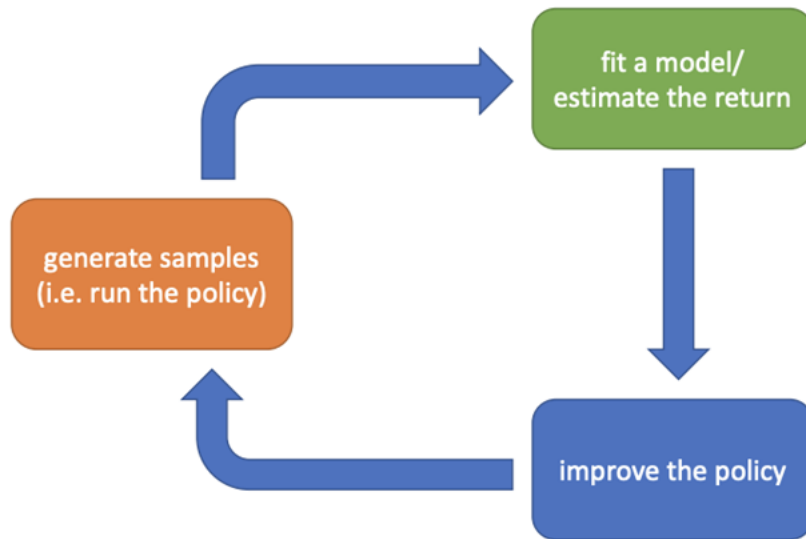 fit a model/
estimate the return
generate samples
(i.e. run the policy)
improve the policy